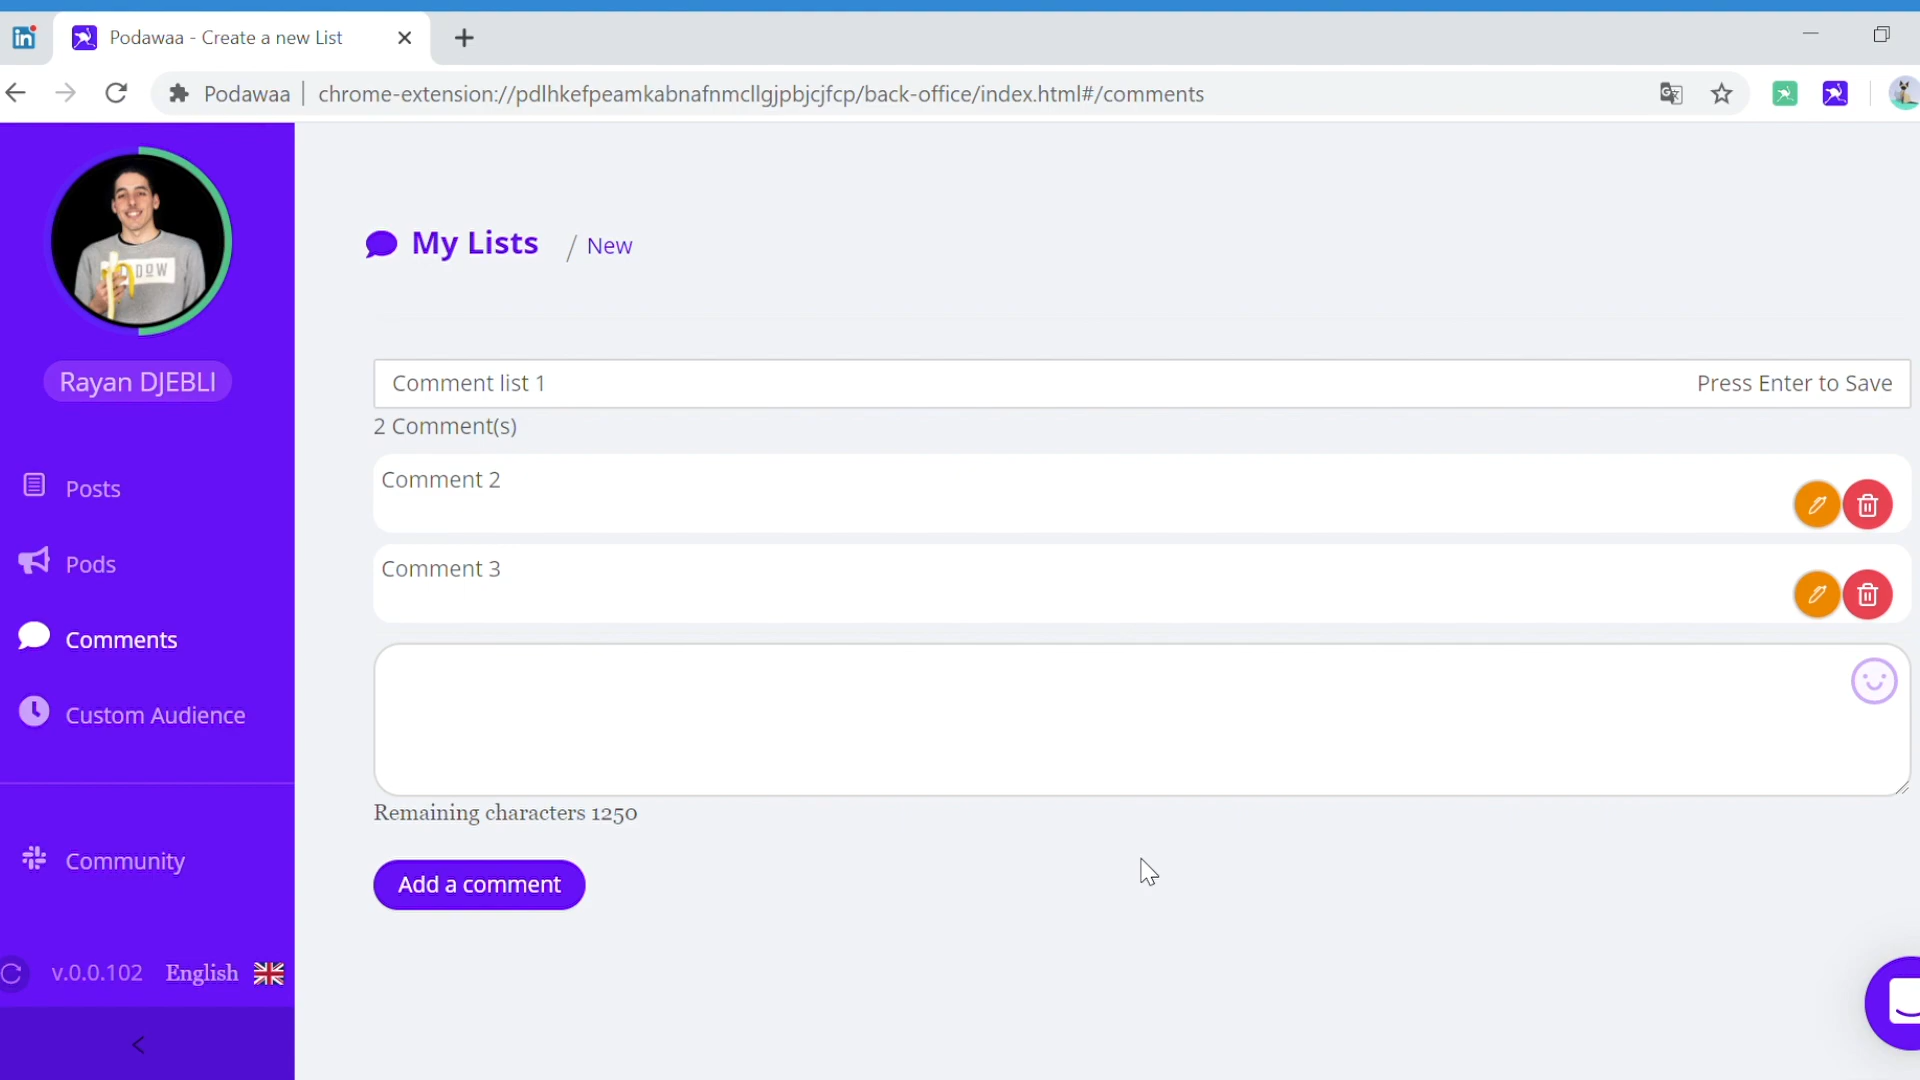 Podawaa - Create a new List
Podawaa
chrome-extension://pdlhkefpeamkabnafnmcllgjpbjcjfcp/back-office/index.html#/comments
Rayan DJEBLI
Posts
Pods
Comments
Custom Audience
Community
v.0.0.102 English
My Lists / New
Comment list 1 Press Enter to Save
2 Comment(s)
Comment 2
Comment 3
Remaining characters 1250
Add a comment